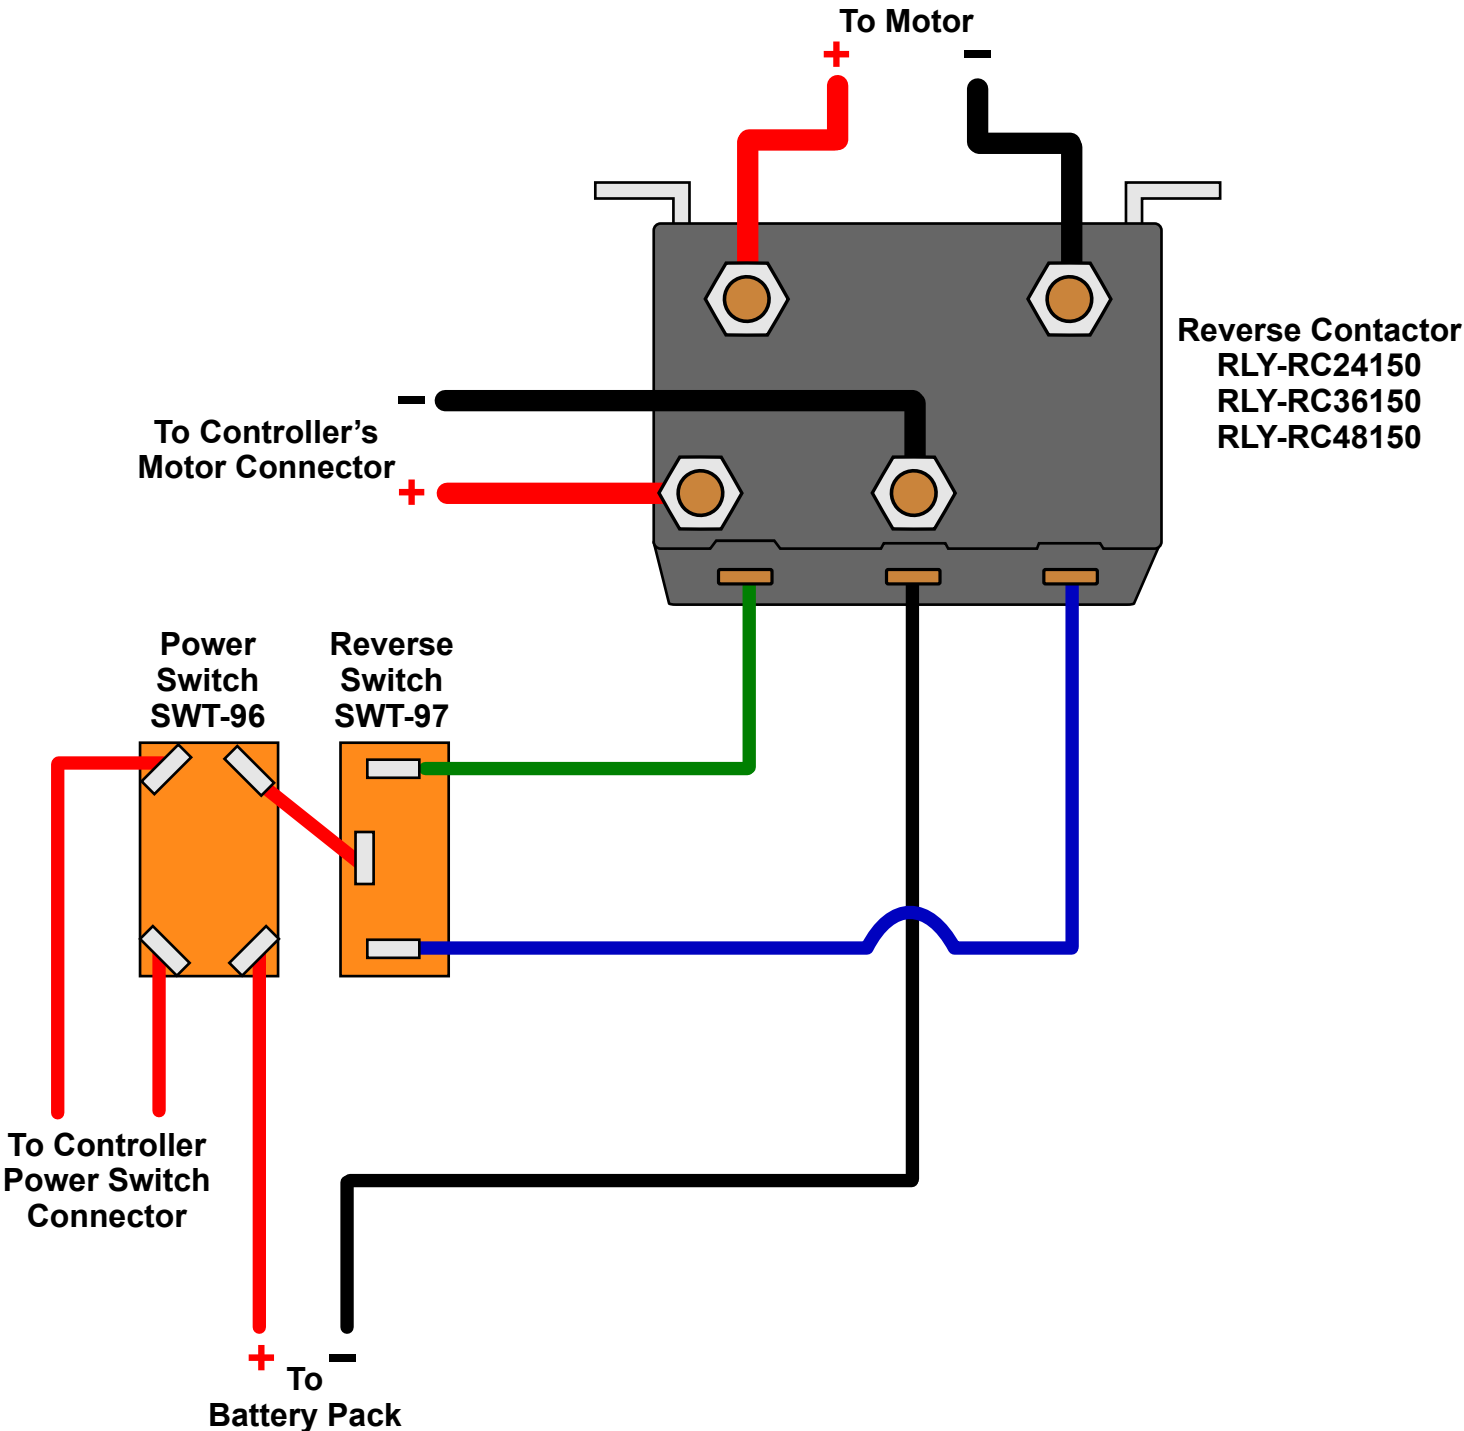 To Motor
+ −
Reverse Contactor
RLY-RC24150
RLY-RC36150
RLY-RC48150
−
To Controller’s
Motor Connector
+
Power
Switch
SWT-96
Reverse
Switch
SWT-97
To Controller
Power Switch
Connector
+ −
To
Battery Pack